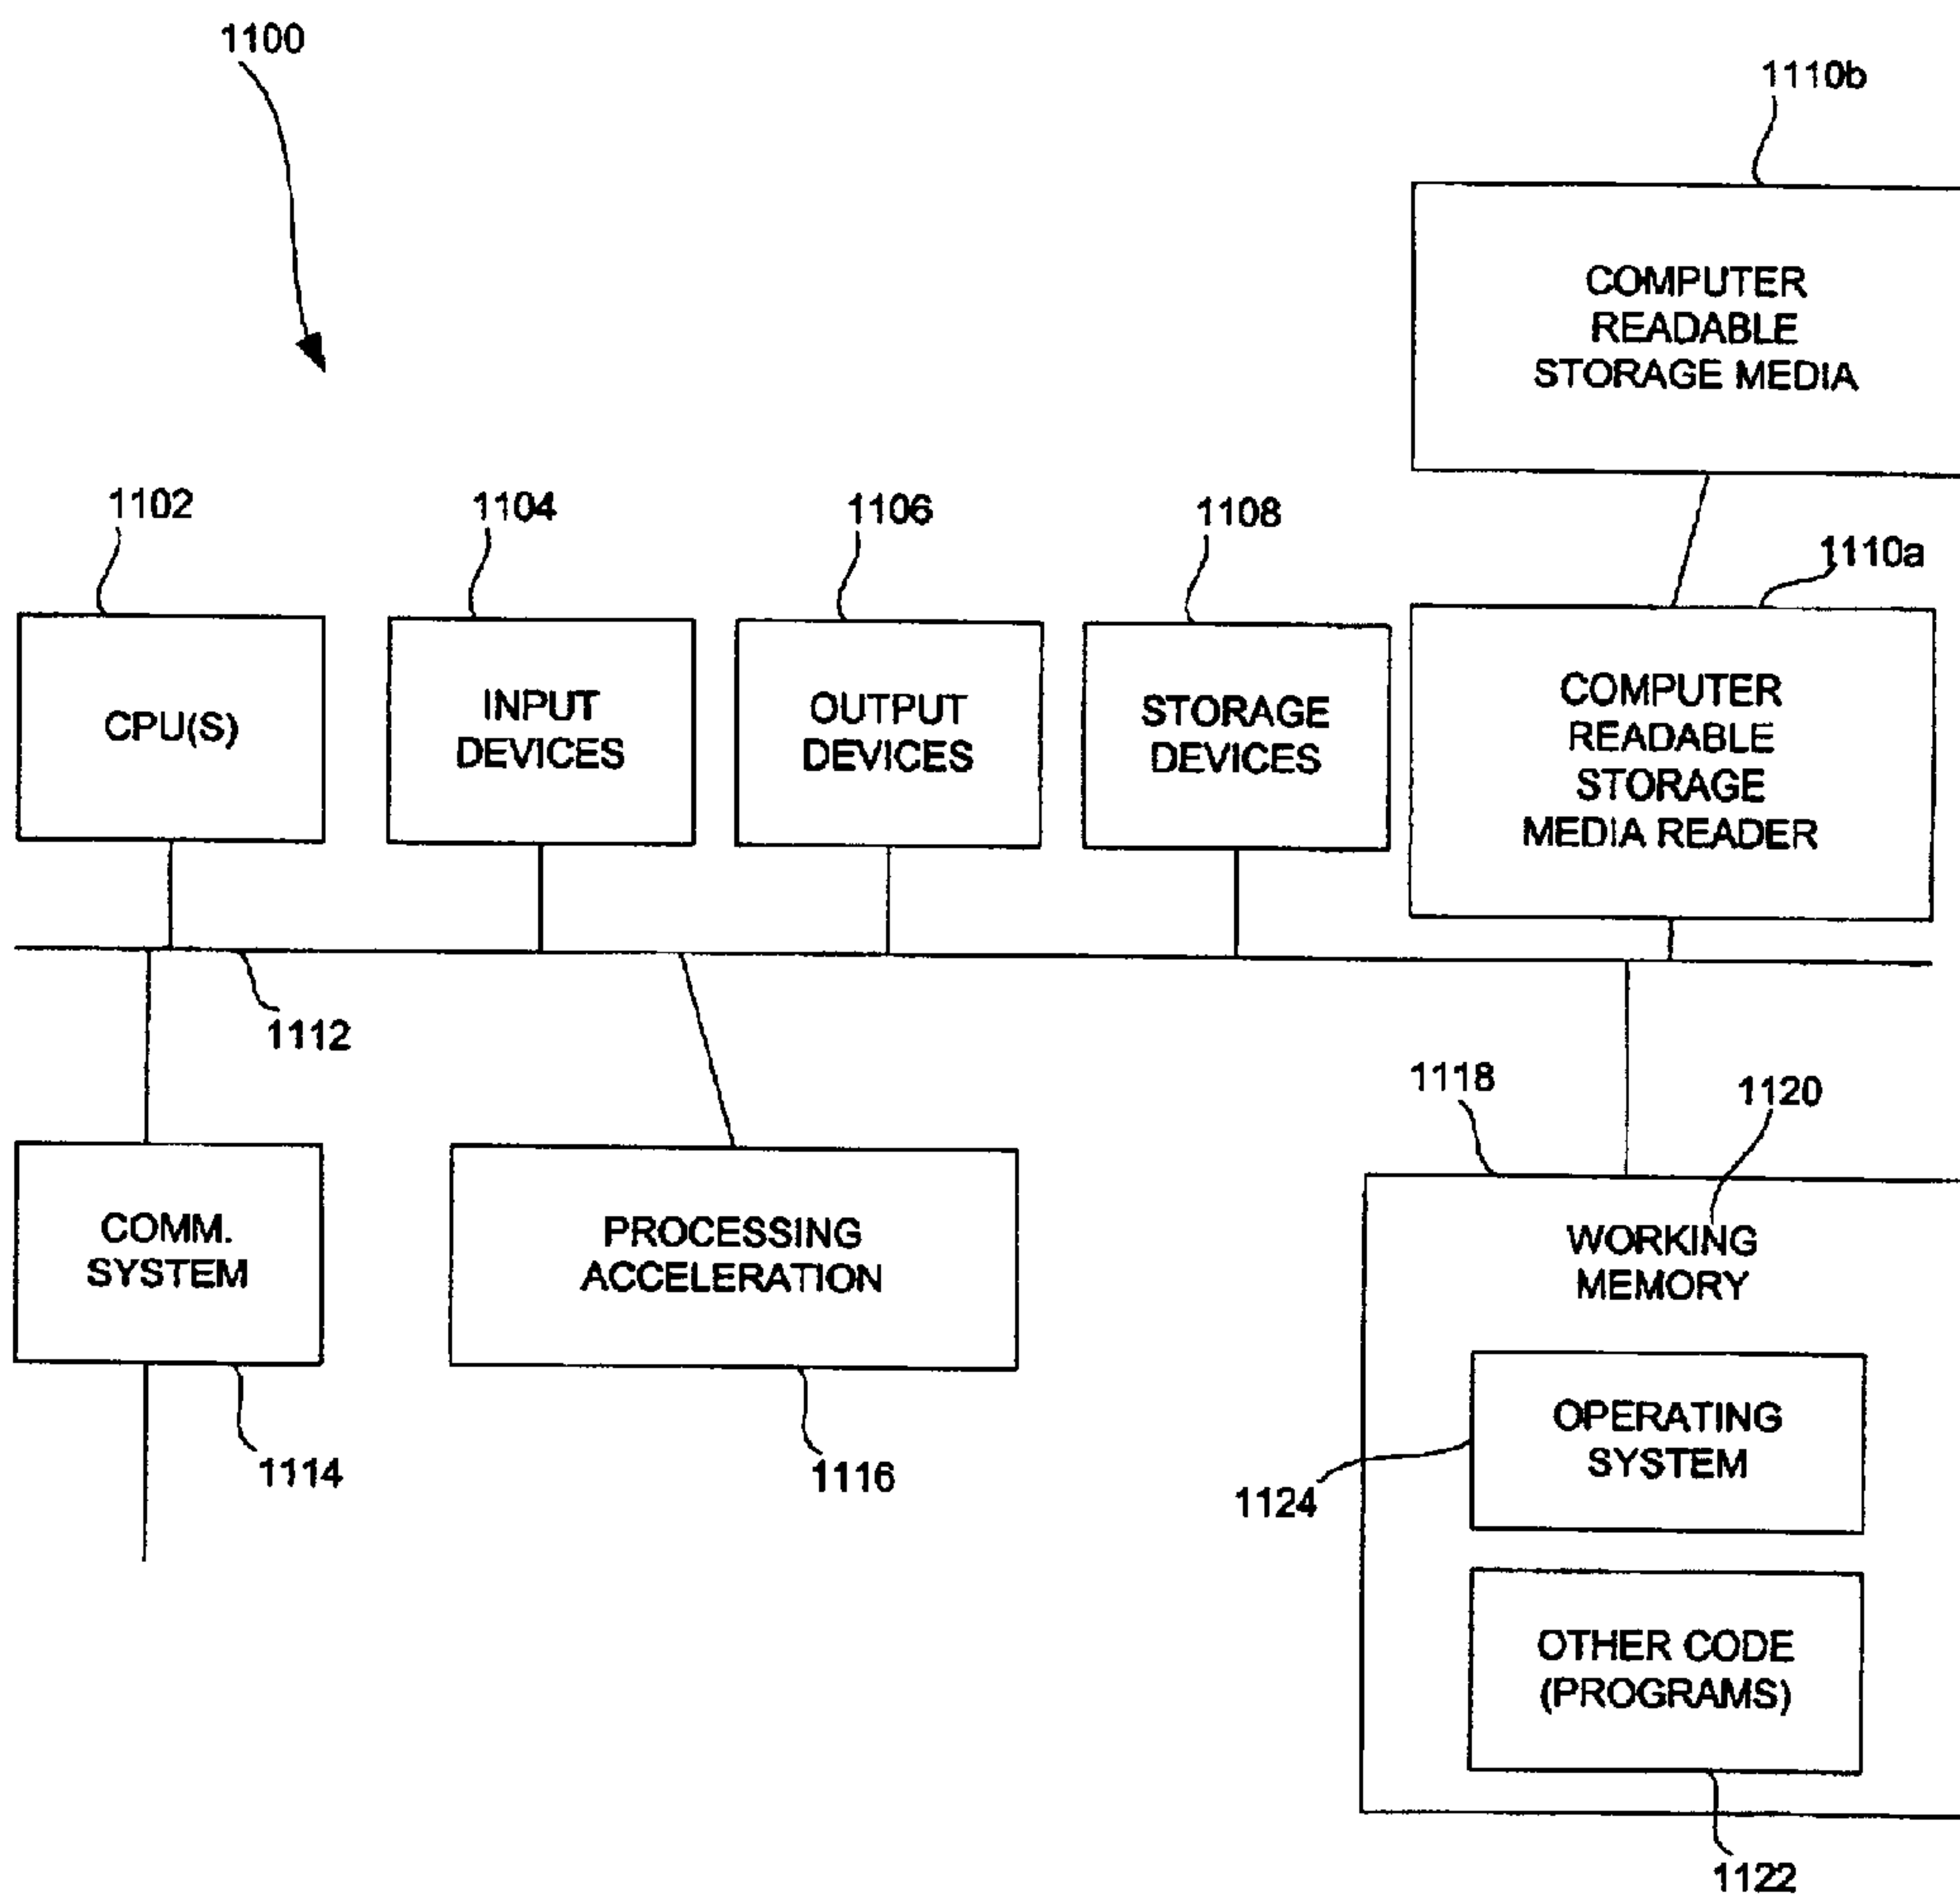 1100
1110b
COMPUTER
READABLE
STORAGE MEDIA
1102
1104
1106
1108
1110a
CPU(S)
INPUT
DEVICES
OUTPUT
DEVICES
STORAGE
DEVICES
COMPUTER
READABLE
STORAGE
MEDIA READER
1112
1118
1120
COMM.
SYSTEM
PROCESSING
ACCELERATION
WORKING
MEMORY
1114
1116
1124
OPERATING
SYSTEM
OTHER CODE
(PROGRAMS)
1122